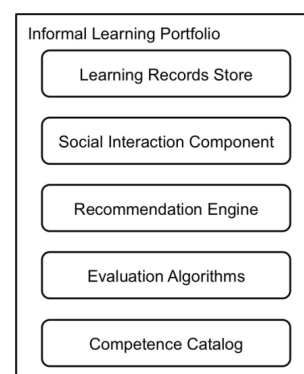 Informal Learning Portfolio
Learning Records Store
Social Interaction Component
Recommendation Engine
Evaluation Algorithms
Competence Catalog